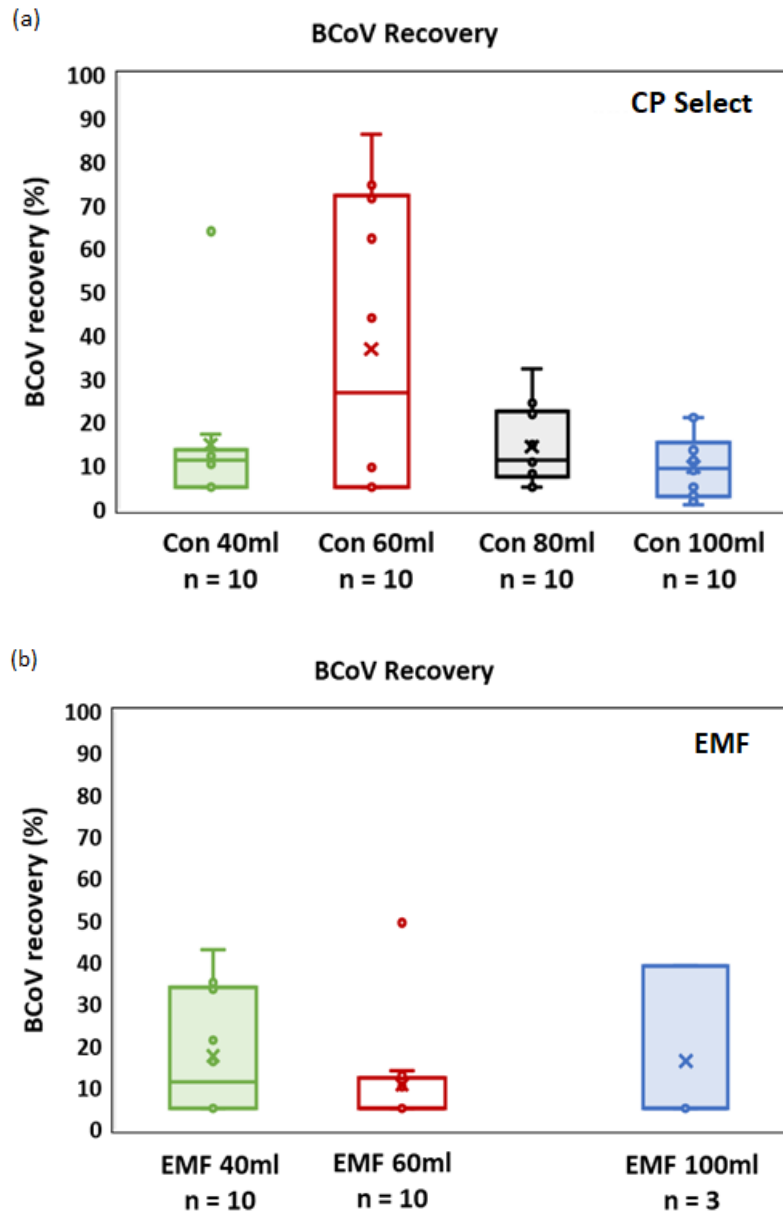 (a)
BCoV Recovery
CP Select
BCoV recovery (%)
100
90
80
70
60
50
40
30
20
10
0
Con 40ml Con 60ml Con 80ml Con 100ml
n = 10 n = 10 n = 10 n = 10
(b)
BCoV Recovery
EMF
BCoV recovery (%)
100
90
80
70
60
50
40
30
20
10
0
EMF 40ml EMF 60ml EMF 100ml
n = 10 n = 10 n = 3